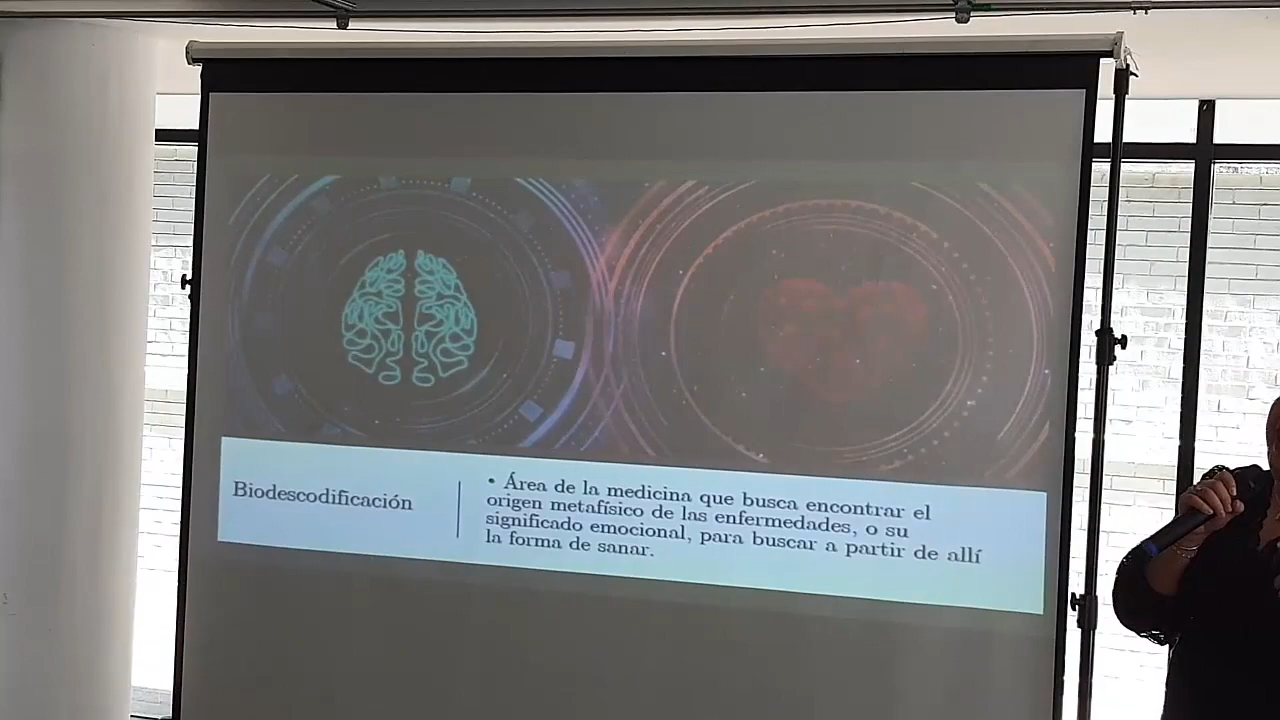 Biodescodificación
• Área de la medicina que busca encontrar el
origen metafísico de las enfermedades, o su
significado emocional, para buscar a partir de allí
la forma de sanar.